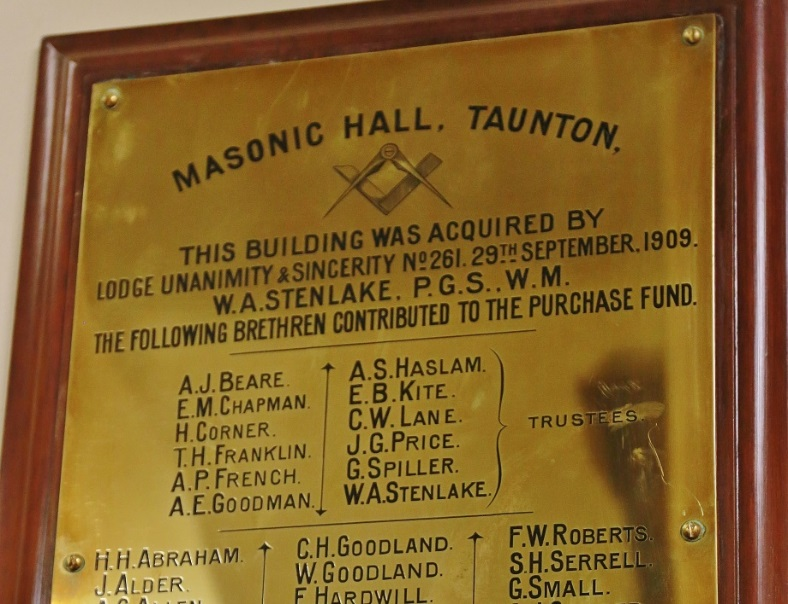 MASONIC HALL, TAUNTON,
THIS BUILDING WAS ACQUIRED BY
LODGE UNANIMITY & SINCERITY Nº 261. 29TH SEPTEMBER. 1909.
W.A. STENLAKE, P.G.S., W.M.
THE FOLLOWING BRETHREN CONTRIBUTED TO THE PURCHASE FUND.
A.J. BEARE.
E.M. CHAPMAN.
H. CORNER.
T.H. FRANKLIN.
A.P. FRENCH.
A.E. GOODMAN.
A.S. HASLAM.
E.B. KITE.
C.W. LANE.
J.G. PRICE.
G. SPILLER.
W.A. STENLAKE.
TRUSTEES.
H.H. ABRAHAM.
J. ALDER.
C.H. GOODLAND.
W. GOODLAND.
F. HARDWILL.
F.W. ROBERTS.
S.H. SERRELL.
G. SMALL.